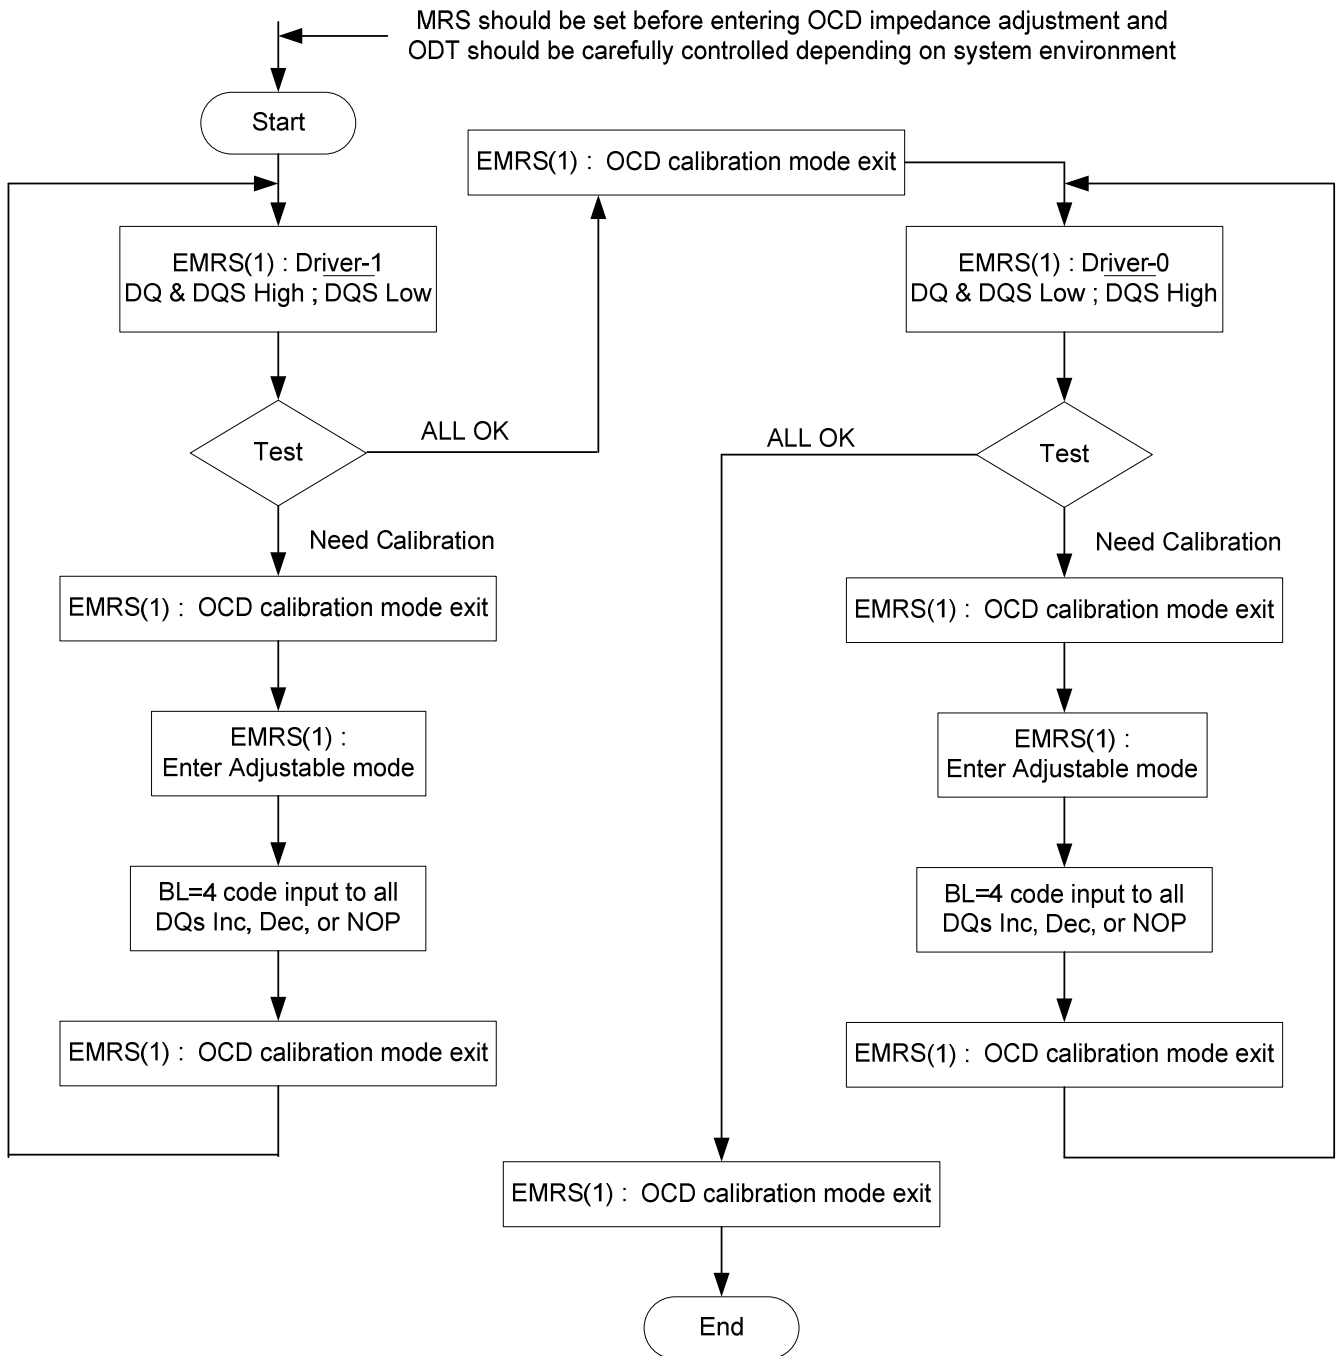 MRS should be set before entering OCD impedance adjustment and
ODT should be carefully controlled depending on system environment
Start
EMRS(1) : Driver-1
DQ & DQS High ; D̅Q̅S̅ Low
Test
ALL OK
Need Calibration
EMRS(1) : OCD calibration mode exit
EMRS(1) :
Enter Adjustable mode
BL=4 code input to all
DQs Inc, Dec, or NOP
EMRS(1) : OCD calibration mode exit
EMRS(1) : OCD calibration mode exit
EMRS(1) : Driver-0
DQ & DQS Low ; D̅Q̅S̅ High
Test
ALL OK
Need Calibration
EMRS(1) : OCD calibration mode exit
EMRS(1) :
Enter Adjustable mode
BL=4 code input to all
DQs Inc, Dec, or NOP
EMRS(1) : OCD calibration mode exit
EMRS(1) : OCD calibration mode exit
End